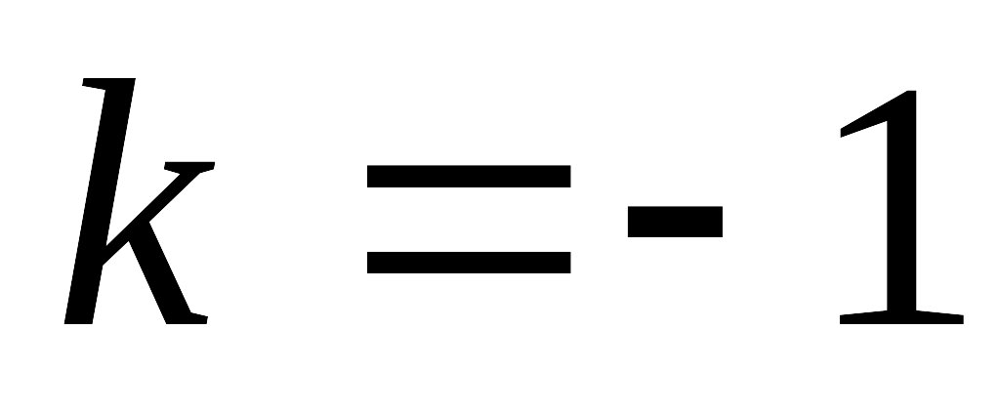 k = - 1